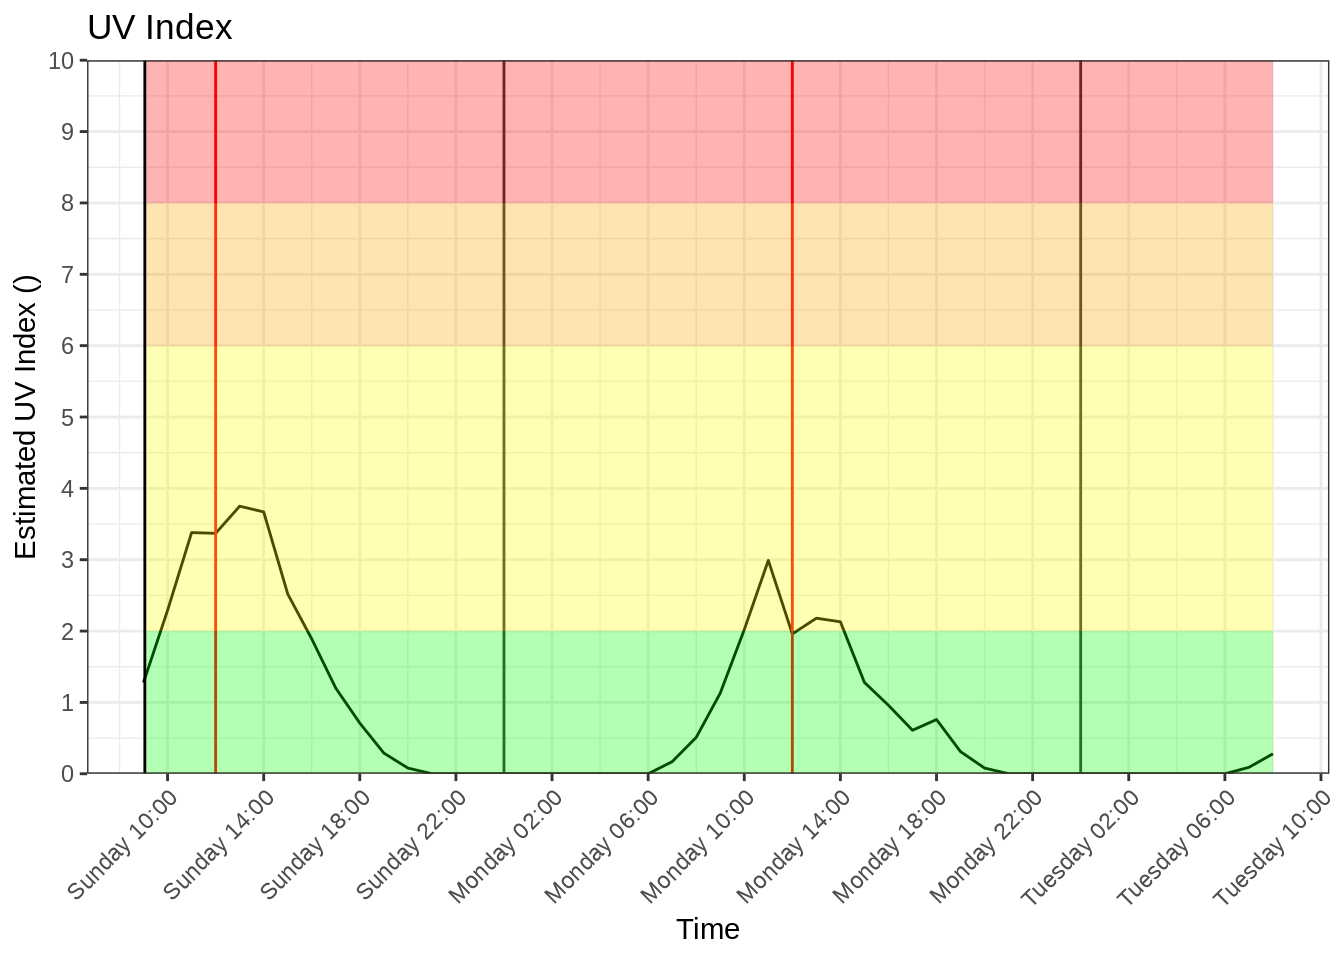 UV Index
Estimated UV Index ()
10
9
8
7
6
5
4
3
2
1
0
Sunday 10:00
Sunday 14:00
Sunday 18:00
Sunday 22:00
Monday 02:00
Monday 06:00
Monday 10:00
Monday 14:00
Monday 18:00
Monday 22:00
Tuesday 02:00
Tuesday 06:00
Tuesday 10:00
Time